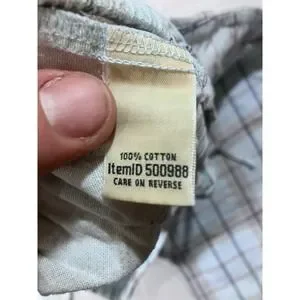 100% COTTON
ItemID 500988
CARE ON REVERSE